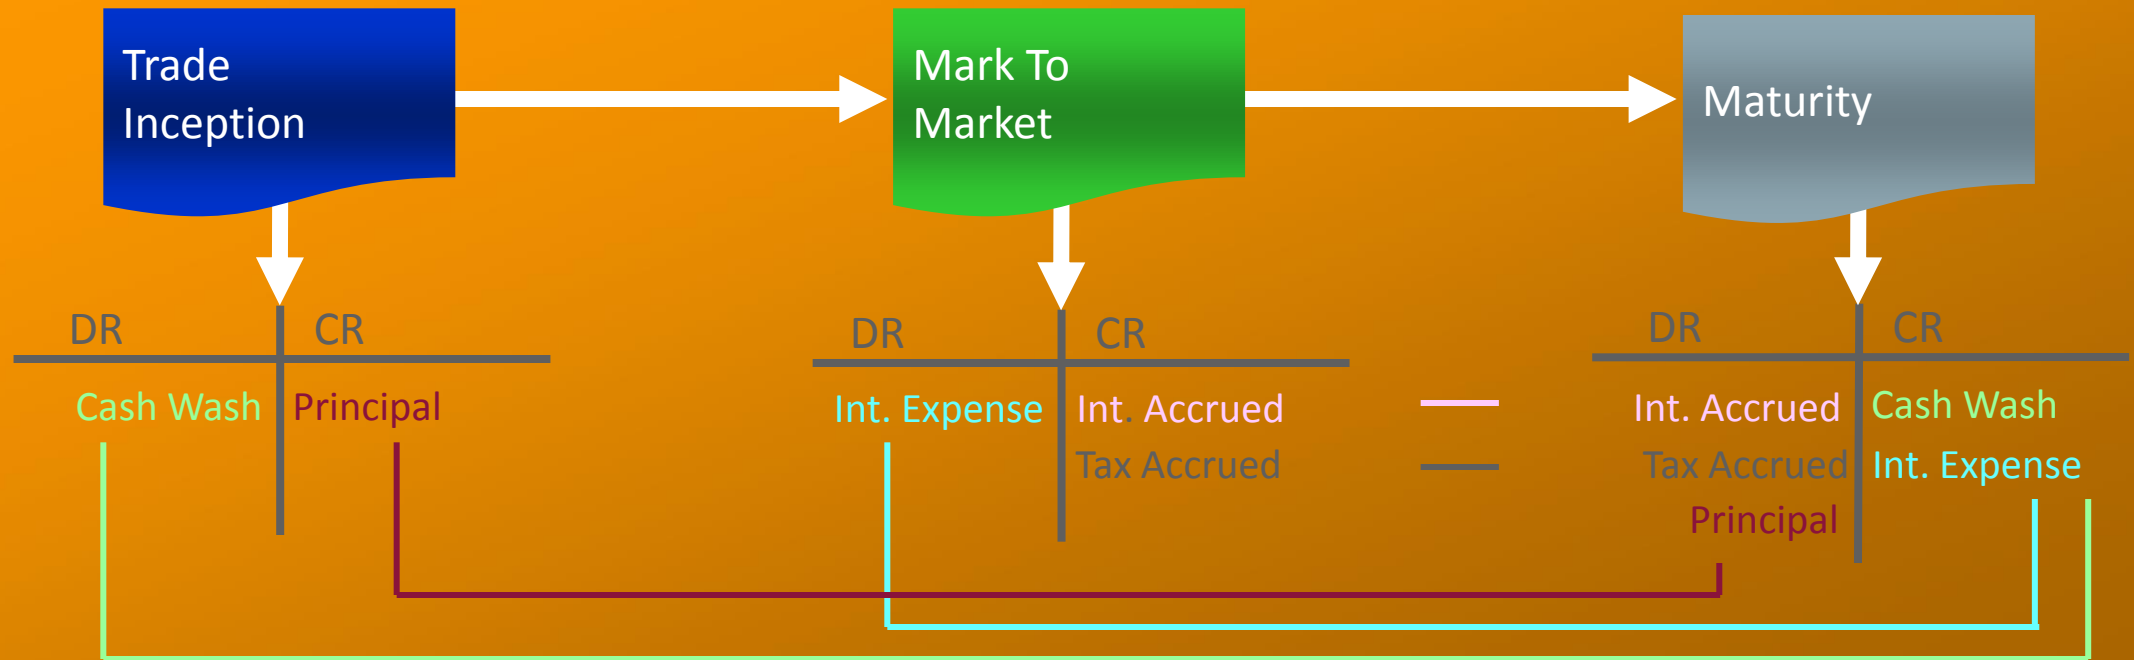 Trade
Inception
Mark To
Market
Maturity
DR
CR
Cash Wash
Principal
DR
CR
Int. Expense
Int. Accrued
Tax Accrued
DR
CR
Int. Accrued
Cash Wash
Tax Accrued
Int. Expense
Principal